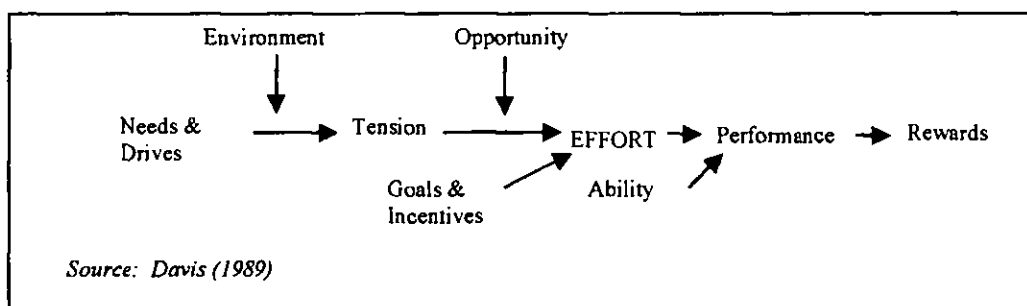 Environment Opportunity
Needs & Drives Tension EFFORT Performance Rewards
Goals & Incentives Ability
Source: Davis (1989)